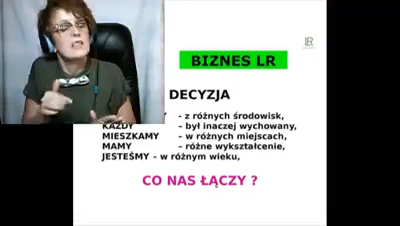 BIZNES LR
LR
DECYZJA
- z różnych środowisk,
KAŻDY – był inaczej wychowany,
MIESZKAMY – w różnych miejscach,
MAMY – różne wykształcenie,
JESTEŚMY – w różnym wieku,
CO NAS ŁĄCZY ?